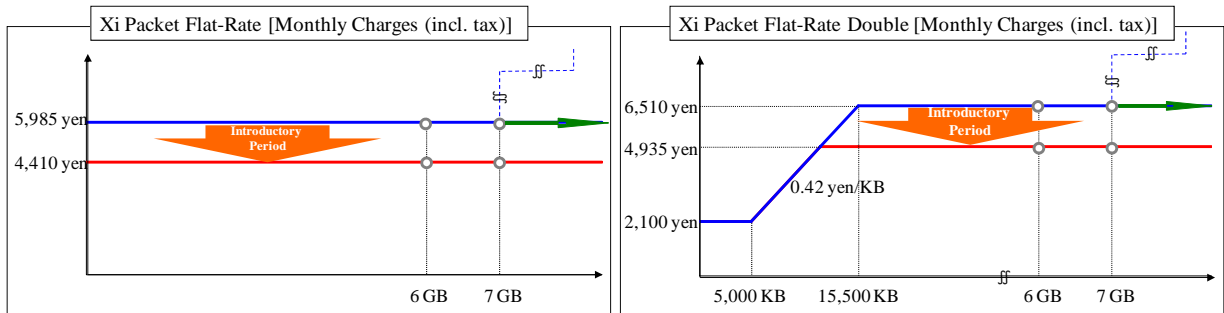 Xi Packet Flat-Rate [Monthly Charges (incl. tax)]
5,985 yen
Introductory
Period
4,410 yen
6 GB
7 GB
Xi Packet Flat-Rate Double [Monthly Charges (incl. tax)]
6,510 yen
Introductory
Period
4,935 yen
0.42 yen/KB
2,100 yen
5,000 KB
15,500 KB
6 GB
7 GB